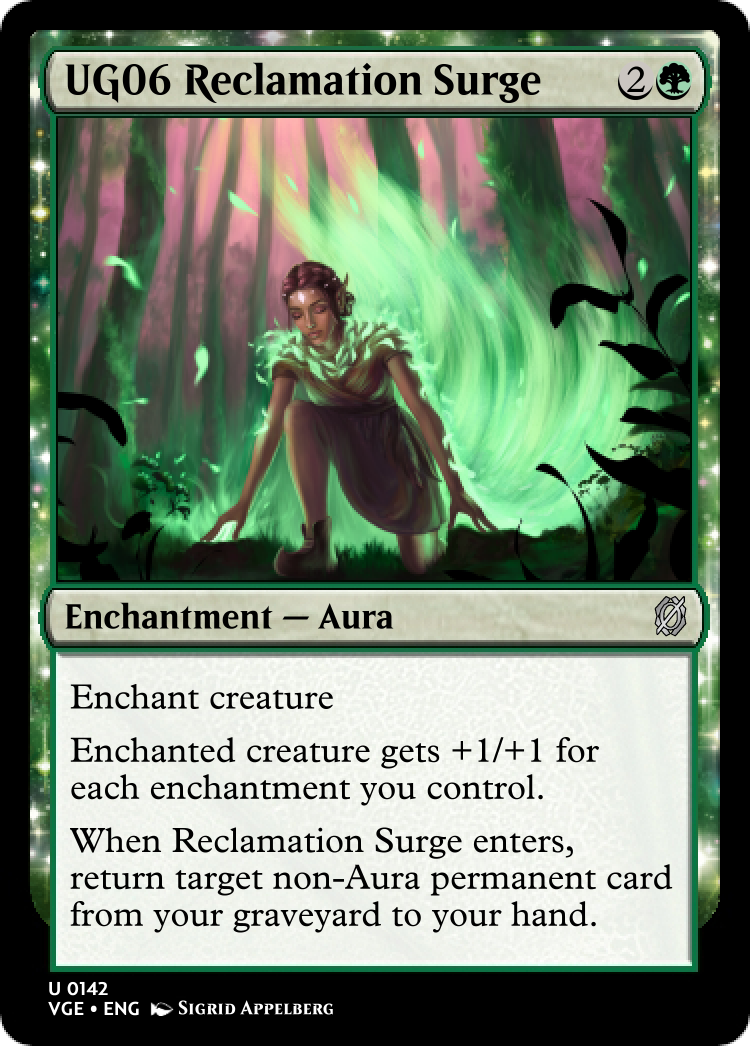 UG06 Reclamation Surge 2
Enchantment — Aura
Enchant creature
Enchanted creature gets +1/+1 for
each enchantment you control.
When Reclamation Surge enters,
return target non-Aura permanent card
from your graveyard to your hand.
U 0142
VGE • ENG Sigrid Appelberg